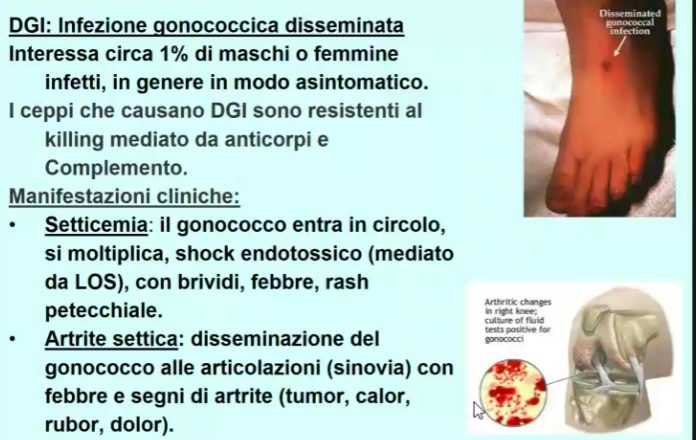 DGI: Infezione gonococcica disseminata
Interessa circa 1% di maschi o femmine
infetti, in genere in modo asintomatico.
I ceppi che causano DGI sono resistenti al
killing mediato da anticorpi e
Complemento.
Manifestazioni cliniche:
• Setticemia: il gonococco entra in circolo,
si moltiplica, shock endotossico (mediato
da LOS), con brividi, febbre, rash
petecchiale.
• Artrite settica: disseminazione del
gonococco alle articolazioni (sinovia) con
febbre e segni di artrite (tumor, calor,
rubor, dolor).
Disseminated
gonococcal
infection
Arthritic changes
in right knee;
culture of fluid
tests positive for
gonococci